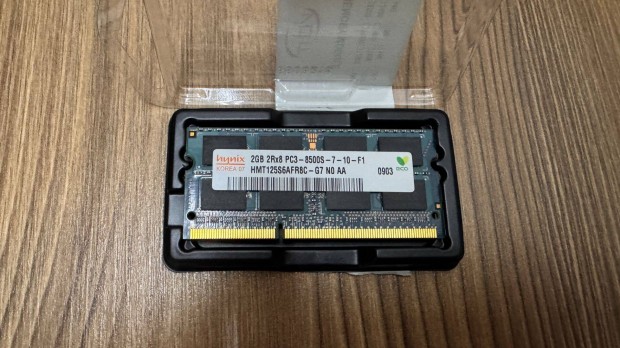 hynix
KOREA 07
2GB 2Rx8 PC3-8500S-7-10-F1
HMT125S6AFR8C-G7 N0 AA
0903
eco